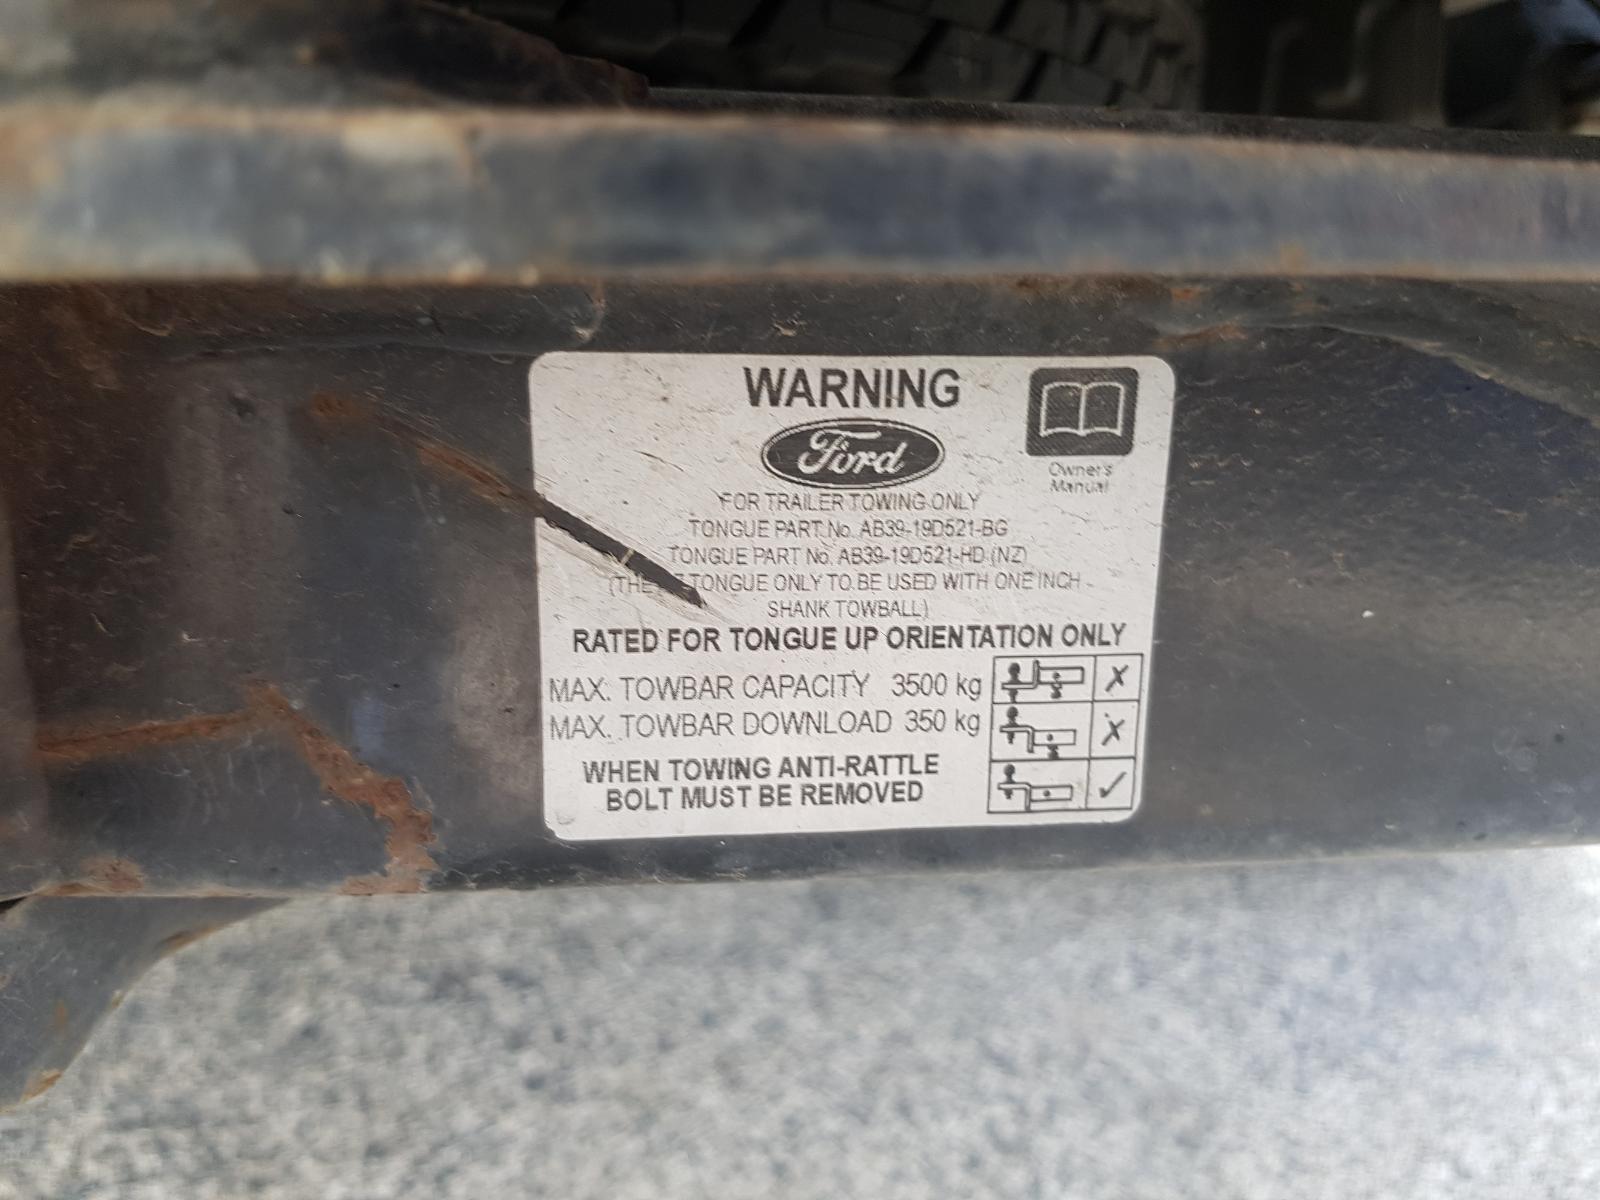 WARNING
Ford
Owner's
Manual
FOR TRAILER TOWING ONLY
TONGUE PART No. AB39-19D521-BG
TONGUE PART No. AB39-19D521-HD (NZ)
(THE TONGUE ONLY TO BE USED WITH ONE INCH
SHANK TOWBALL)
RATED FOR TONGUE UP ORIENTATION ONLY
MAX. TOWBAR CAPACITY 3500 kg
MAX. TOWBAR DOWNLOAD 350 kg
WHEN TOWING ANTI-RATTLE
BOLT MUST BE REMOVED